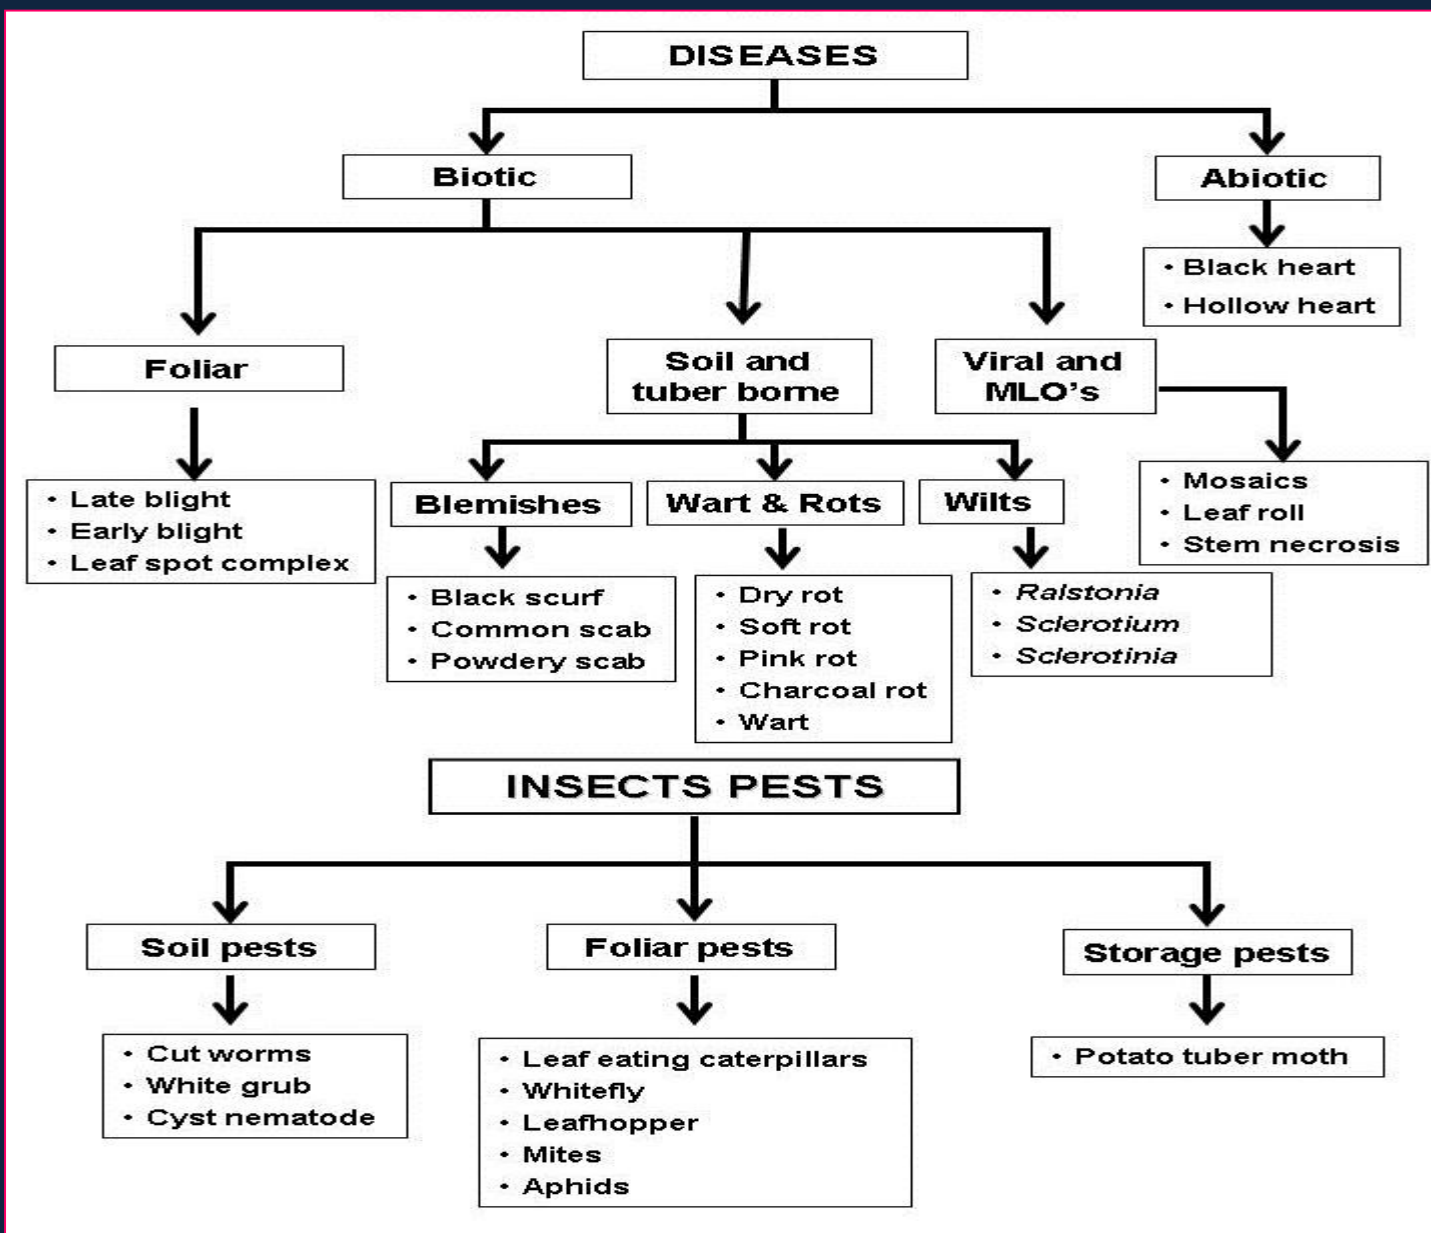 DISEASES
Biotic
Abiotic
• Black heart
• Hollow heart
Foliar
Soil and
tuber borne
Viral and
MLO's
• Late blight
• Early blight
• Leaf spot complex
Blemishes
Wart & Rots
Wilts
• Mosaics
• Leaf roll
• Stem necrosis
• Black scurf
• Common scab
• Powdery scab
• Dry rot
• Soft rot
• Pink rot
• Charcoal rot
• Wart
• Ralstonia
• Sclerotium
• Sclerotinia
INSECTS PESTS
Soil pests
Foliar pests
Storage pests
• Cut worms
• White grub
• Cyst nematode
• Leaf eating caterpillars
• Whitefly
• Leafhopper
• Mites
• Aphids
• Potato tuber moth